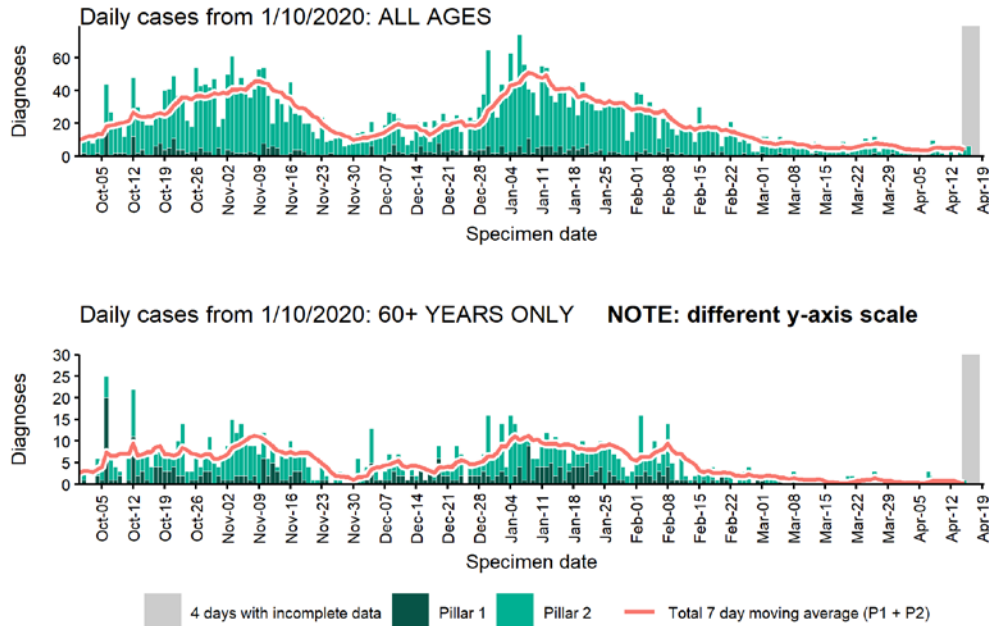 Daily cases from 1/10/2020: ALL AGES
Diagnoses
60
40
20
0
Oct-05 Oct-12 Oct-19 Oct-26 Nov-02 Nov-09 Nov-16 Nov-23 Nov-30 Dec-07 Dec-14 Dec-21 Dec-28 Jan-04 Jan-11 Jan-18 Jan-25 Feb-01 Feb-08 Feb-15 Feb-22 Mar-01 Mar-08 Mar-15 Mar-22 Mar-29 Apr-05 Apr-12 Apr-19
Specimen date
Daily cases from 1/10/2020: 60+ YEARS ONLY NOTE: different y-axis scale
Diagnoses
30
25
20
15
10
5
0
Oct-05 Oct-12 Oct-19 Oct-26 Nov-02 Nov-09 Nov-16 Nov-23 Nov-30 Dec-07 Dec-14 Dec-21 Dec-28 Jan-04 Jan-11 Jan-18 Jan-25 Feb-01 Feb-08 Feb-15 Feb-22 Mar-01 Mar-08 Mar-15 Mar-22 Mar-29 Apr-05 Apr-12 Apr-19
Specimen date
4 days with incomplete data Pillar 1 Pillar 2 Total 7 day moving average (P1 + P2)